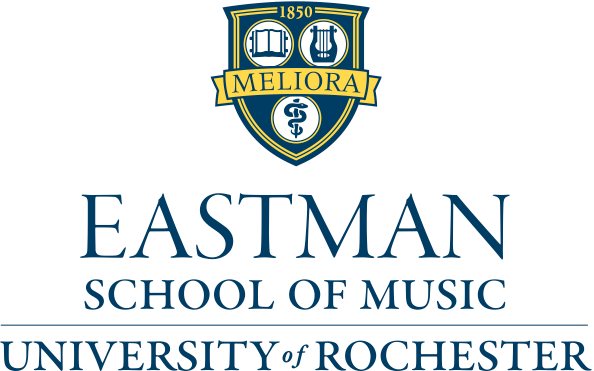 1850
MELIORA
EASTMAN
SCHOOL OF MUSIC
UNIVERSITY of ROCHESTER